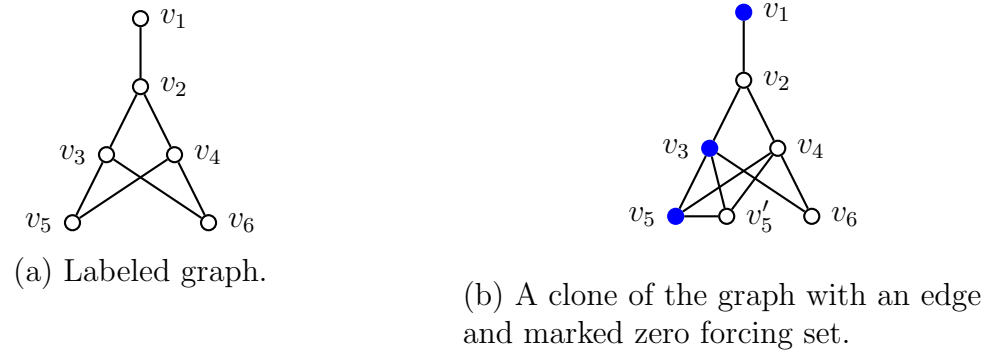 v₁
v₂
v₃ v₄
v₅ v₆
(a) Labeled graph.
v₁
v₂
v₃ v₄
v₅ v₅′ v₆
(b) A clone of the graph with an edge
and marked zero forcing set.